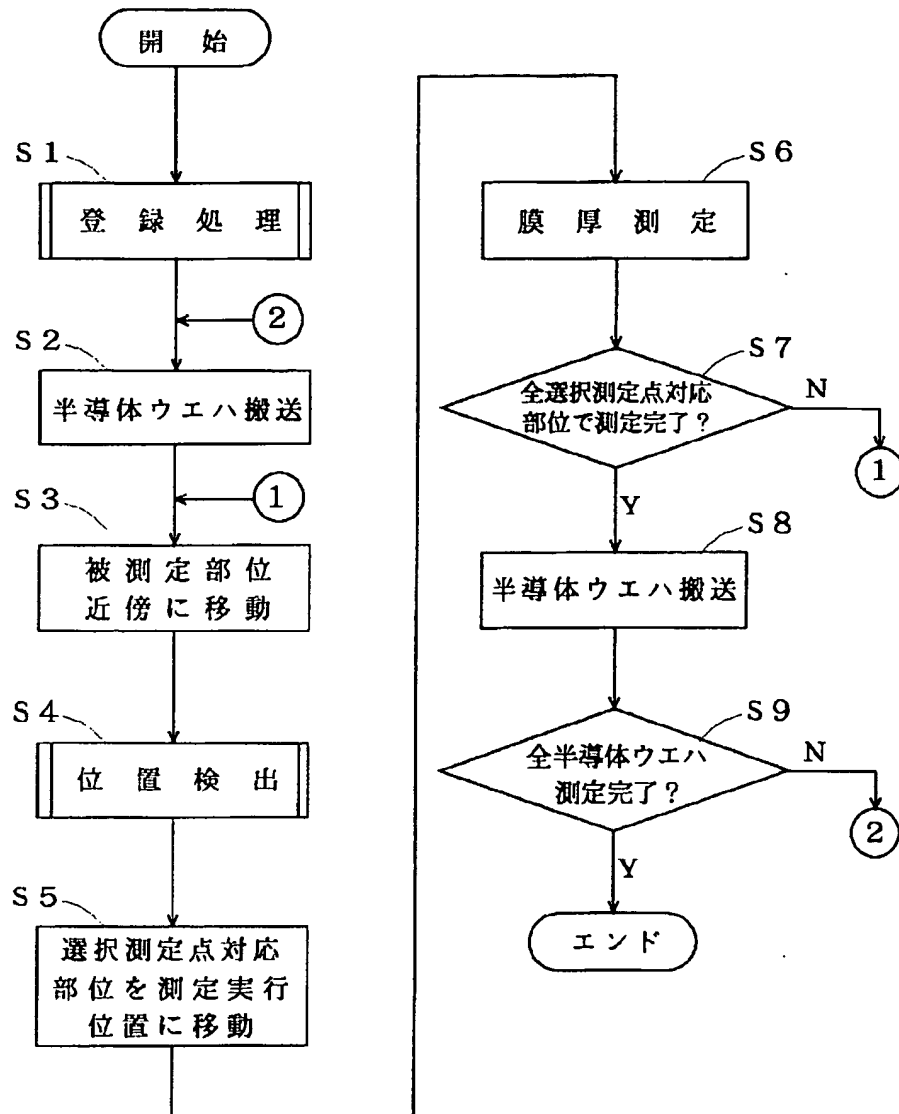 開始
S1
登録処理
②
S2
半導体ウエハ搬送
①
S3
被測定部位
近傍に移動
S4
位置検出
S5
選択測定点対応
部位を測定実行
位置に移動
S6
膜厚測定
S7
全選択測定点対応
部位で測定完了?
N
①
Y
S8
半導体ウエハ搬送
S9
全半導体ウエハ
測定完了?
N
②
Y
エンド